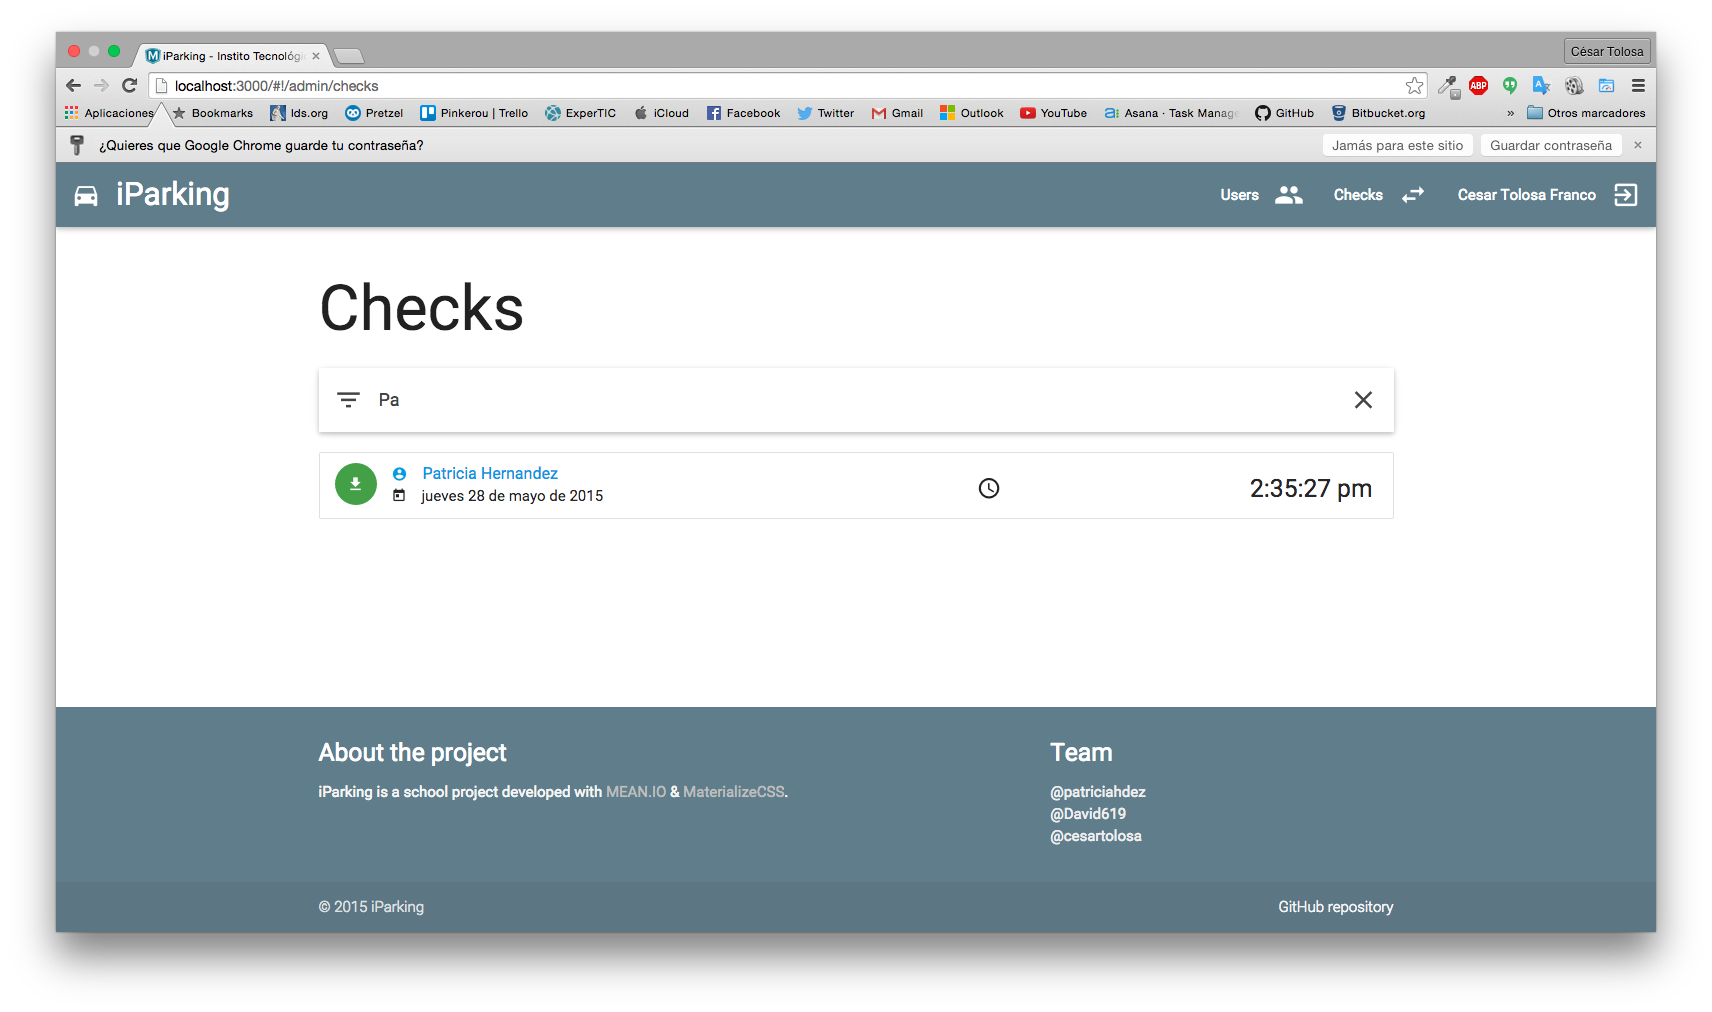 iParking - Instito Tecnológi
César Tolosa
localhost:3000/#!/admin/checks
ABP
Aplicaciones Bookmarks lds.org Pretzel Pinkerou | Trello ExperTIC iCloud Facebook Twitter Gmail Outlook YouTube Asana · Task Manag GitHub Bitbucket.org » Otros marcadores
¿Quieres que Google Chrome guarde tu contraseña? Jamás para este sitio Guardar contraseña
iParking Users Checks Cesar Tolosa Franco
Checks
Pa
Patricia Hernandez
jueves 28 de mayo de 2015
2:35:27 pm
About the project
iParking is a school project developed with MEAN.IO & MaterializeCSS.
Team
@patriciahdez
@David619
@cesartolosa
© 2015 iParking GitHub repository